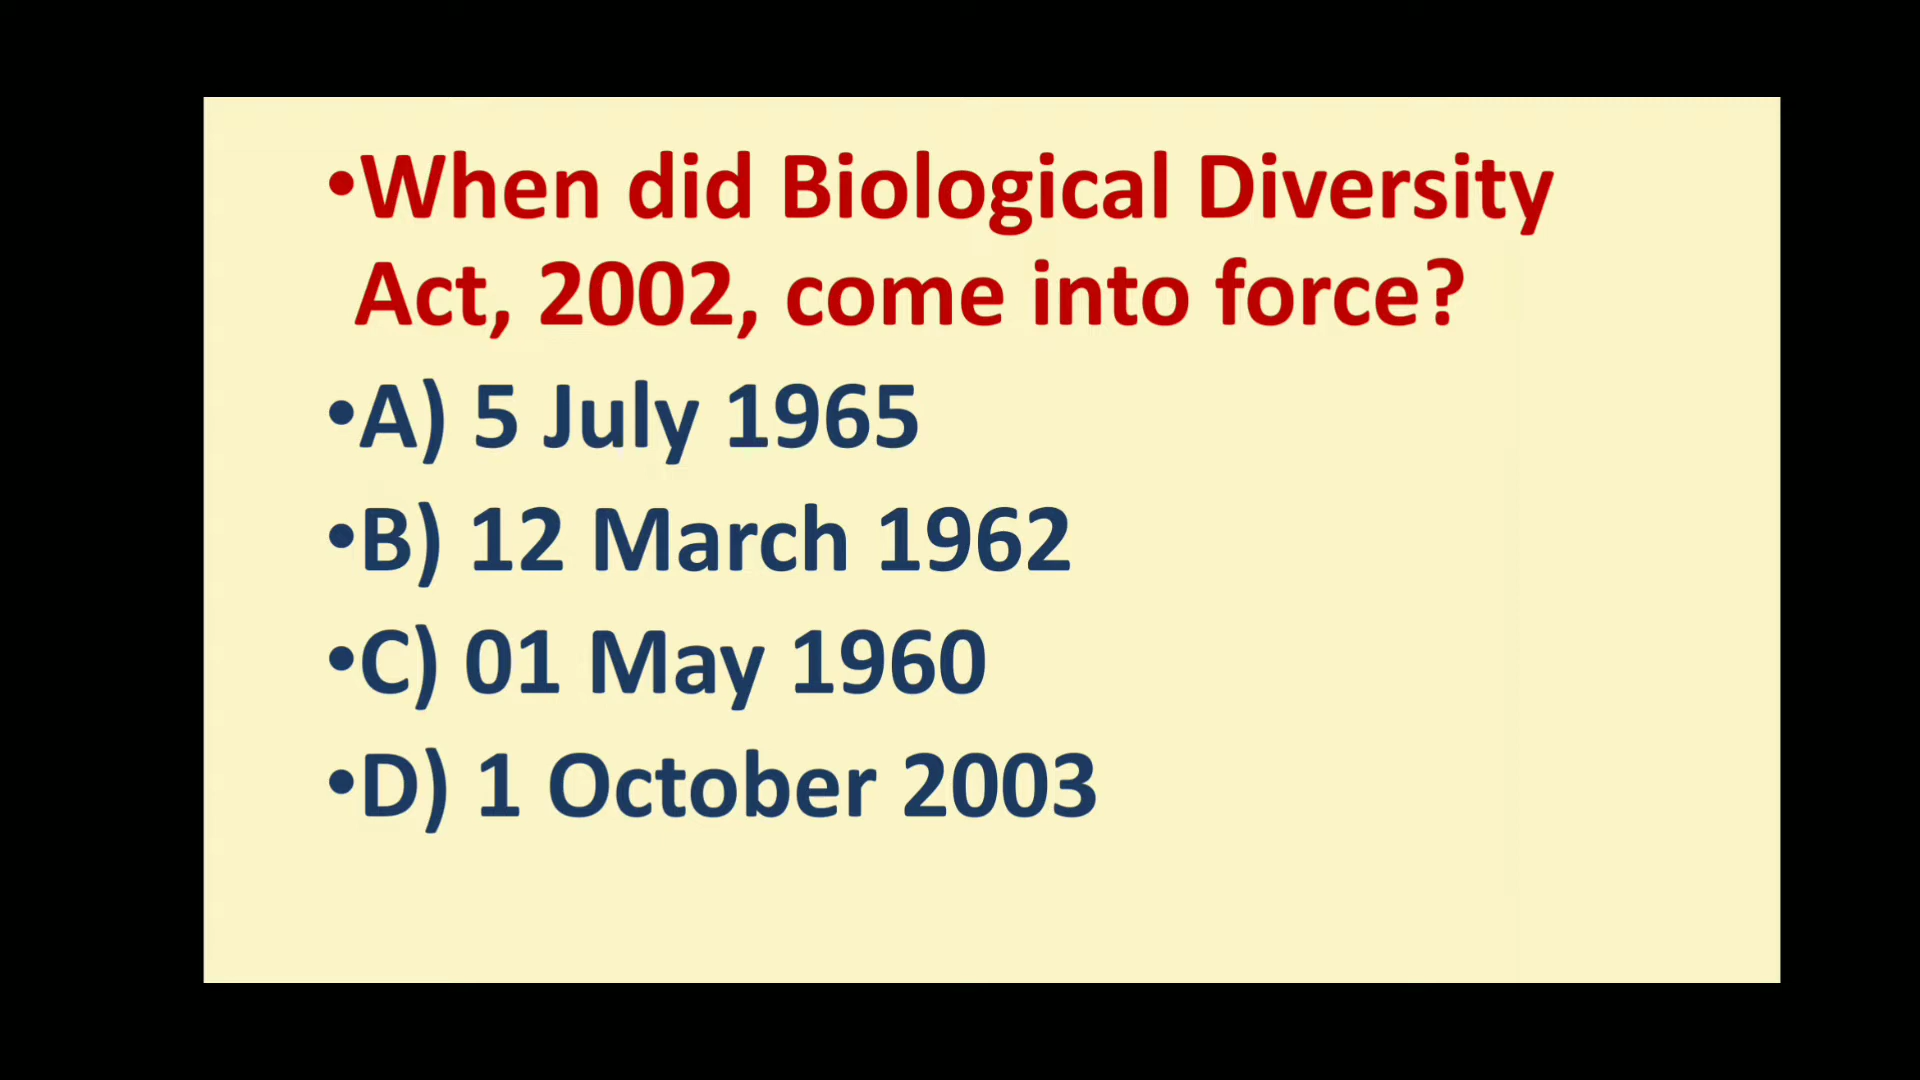 •When did Biological Diversity
Act, 2002, come into force?
•A) 5 July 1965
•B) 12 March 1962
•C) 01 May 1960
•D) 1 October 2003